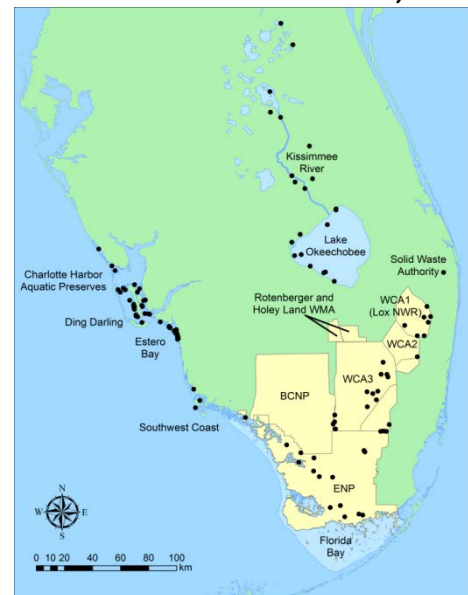 Kissimmee
River
Lake
Okeechobee
Solid Waste
Authority
Charlotte Harbor
Aquatic Preserves
WCA1
(Lox NWR)
Rotenberger and
Holey Land WMA
Ding Darling
Estero
Bay
WCA2
WCA3
BCNP
Southwest Coast
ENP
N
W E
S
Florida
Bay
0 10 20 40 60 80 100
km